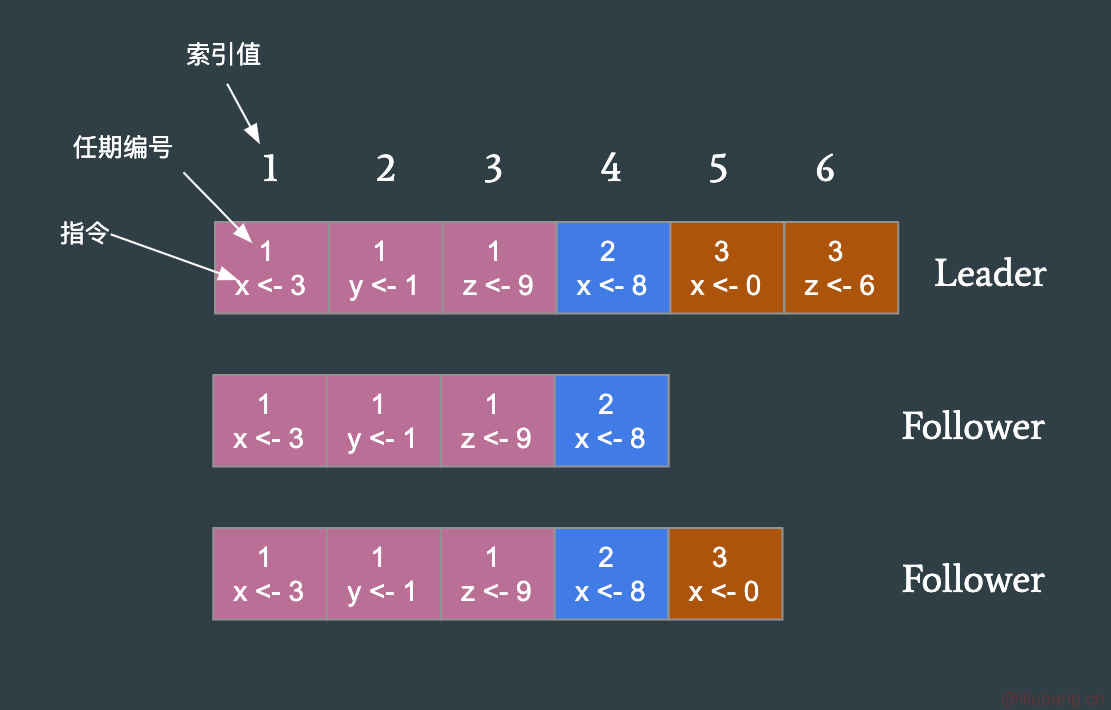 索引值
任期编号
1 2 3 4 5 6
指令
1 1 1 2 3 3
x <- 3 y <- 1 z <- 9 x <- 8 x <- 0 z <- 6
Leader
1 1 1 2
x <- 3 y <- 1 z <- 9 x <- 8
Follower
1 1 1 2 3
x <- 3 y <- 1 z <- 9 x <- 8 x <- 0
Follower
@iliubang.cn